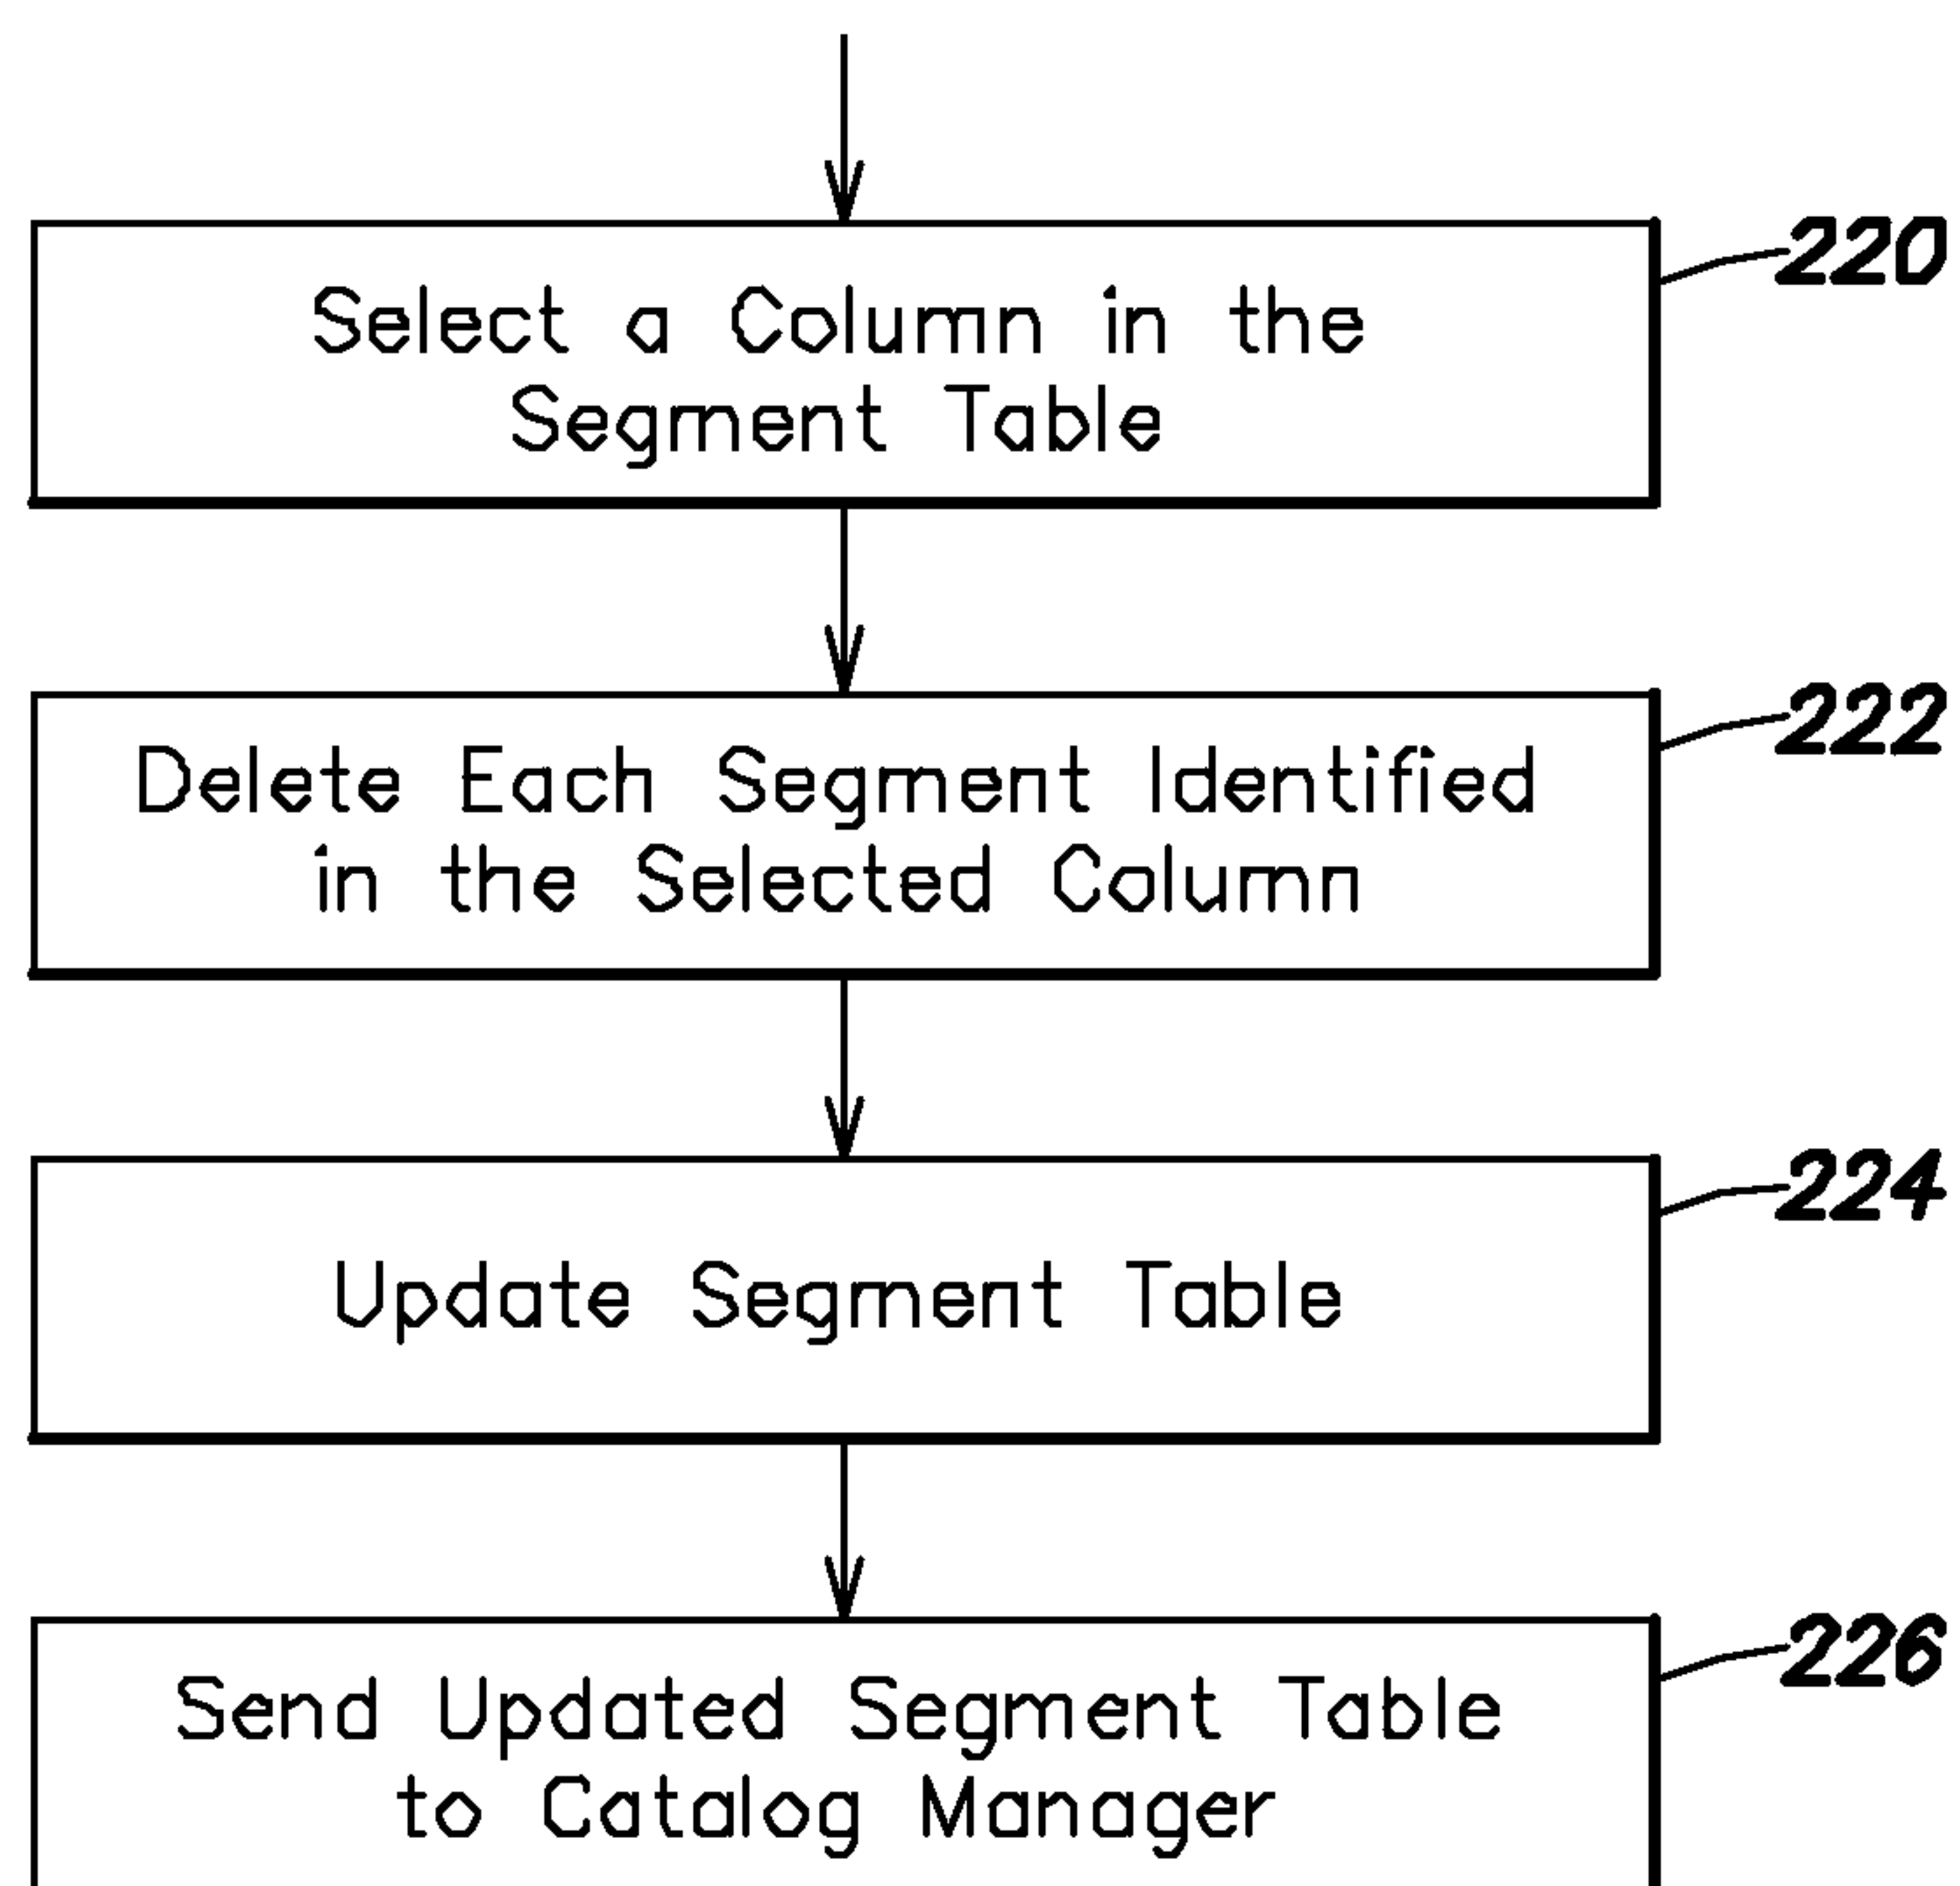 220
Select a Column in the
Segment Table
222
Delete Each Segment Identified
in the Selected Column
224
Update Segment Table
226
Send Updated Segment Table
to Catalog Manager